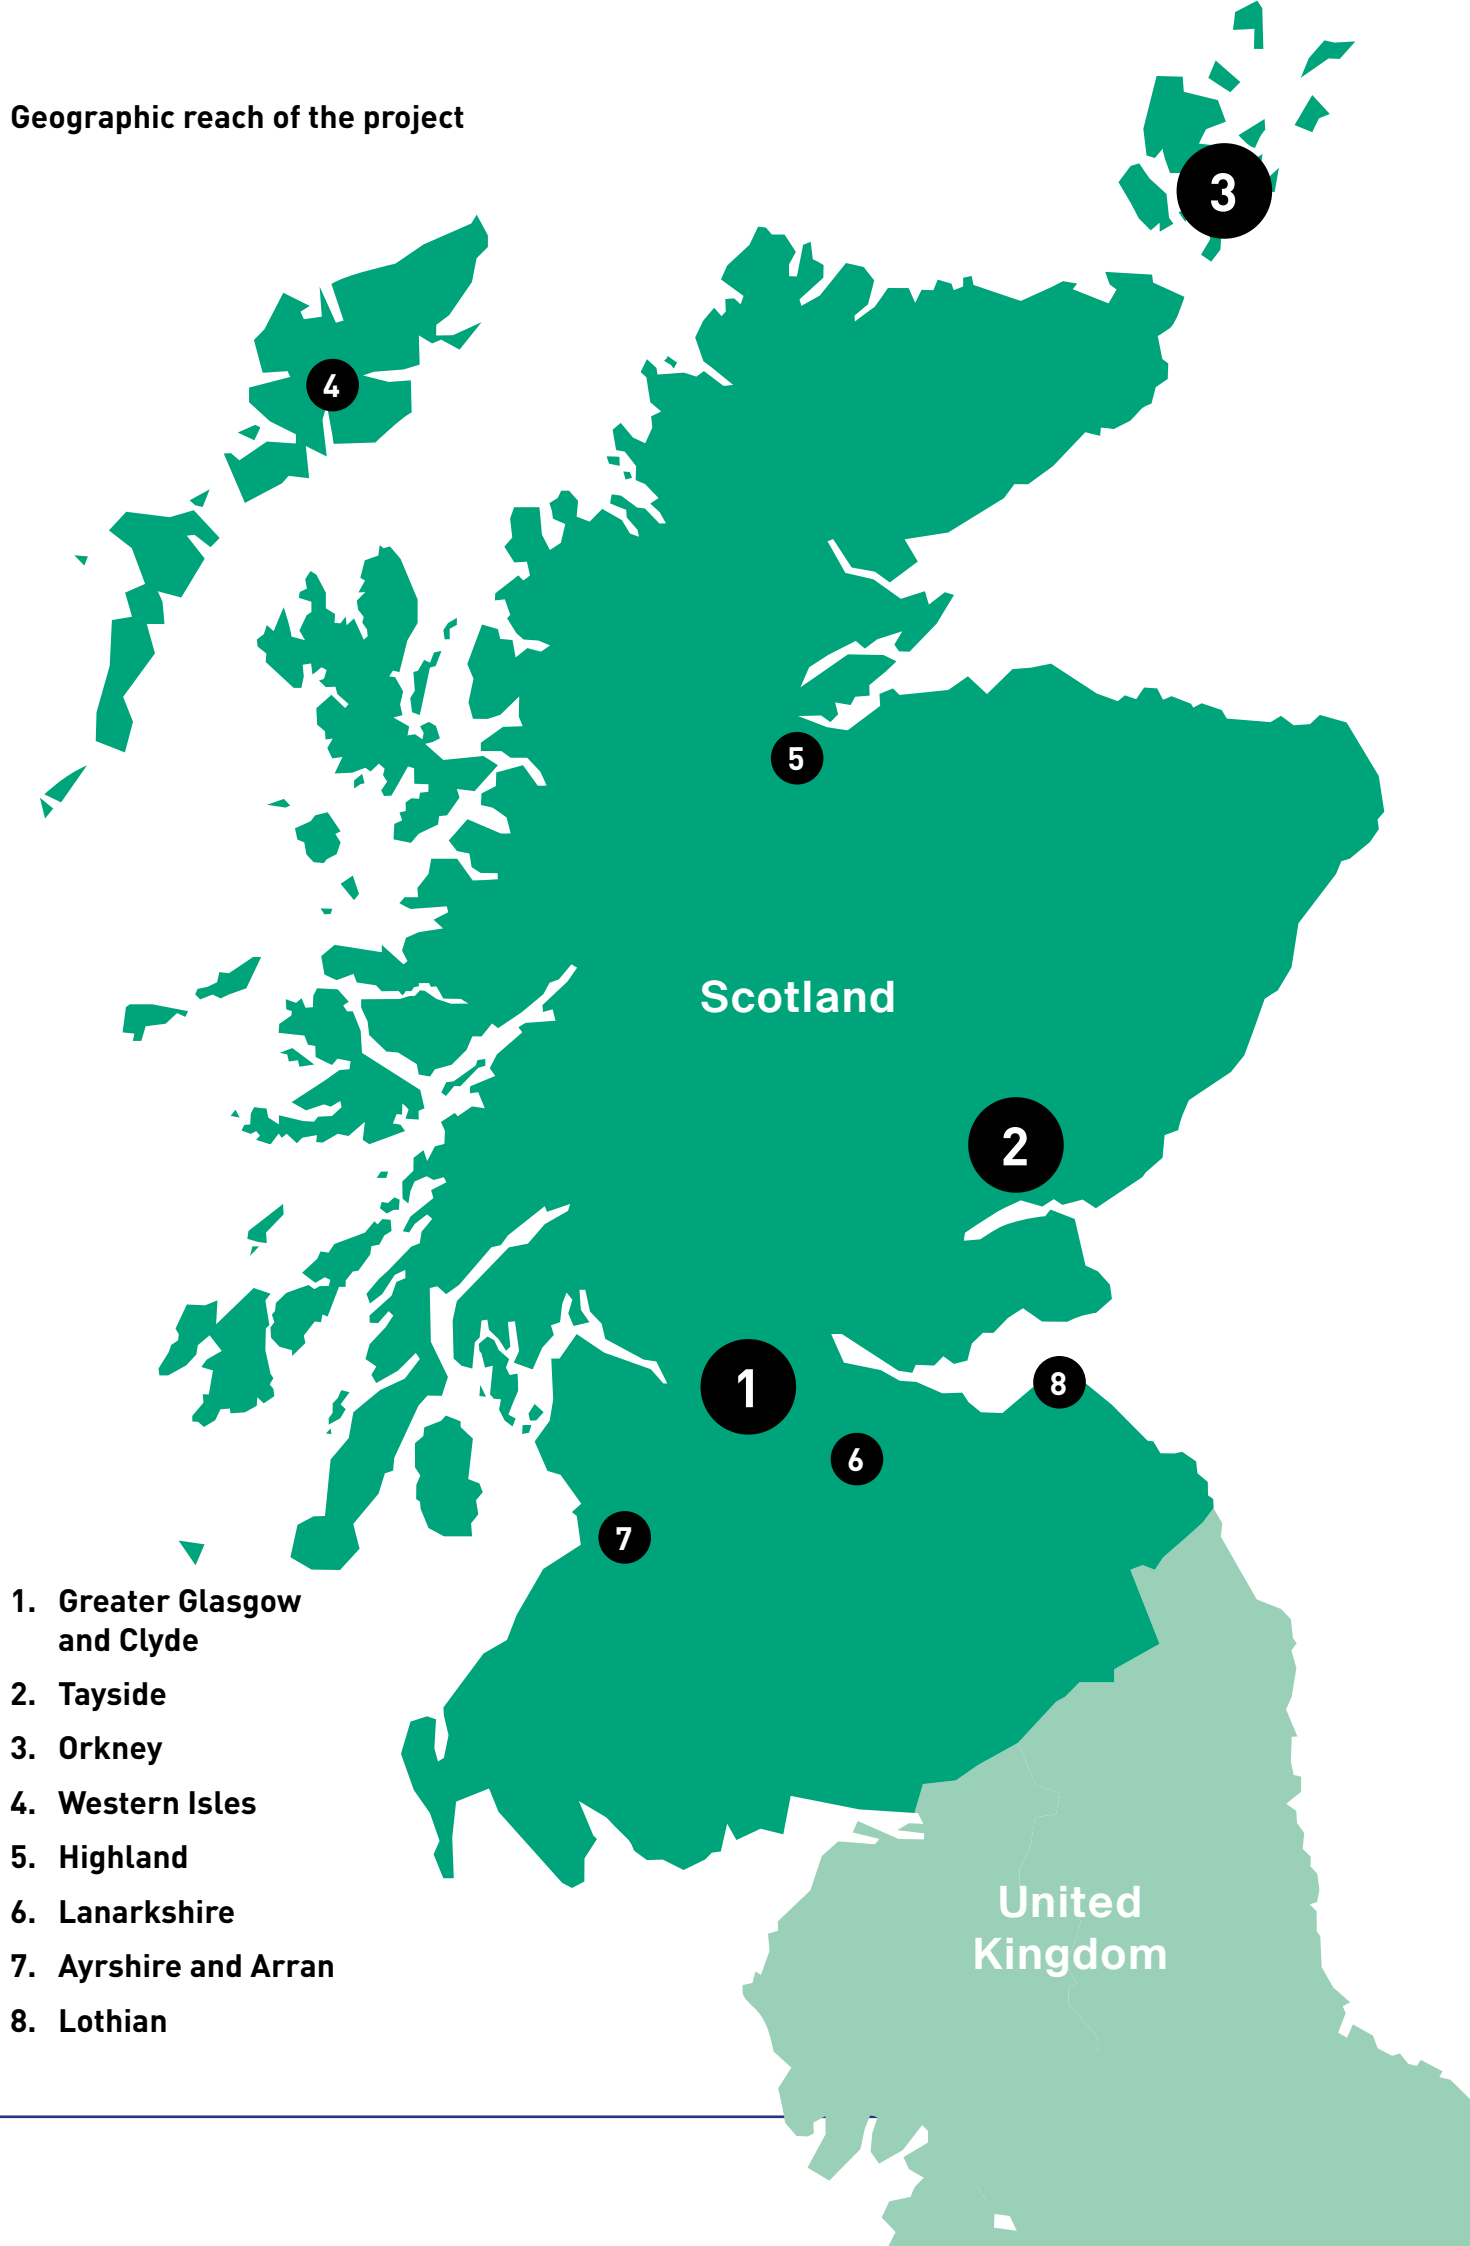 Geographic reach of the project
3
4
5
Scotland
2
1
8
6
7
1. Greater Glasgow
and Clyde
2. Tayside
3. Orkney
4. Western Isles
5. Highland
6. Lanarkshire
7. Ayrshire and Arran
8. Lothian
United
Kingdom